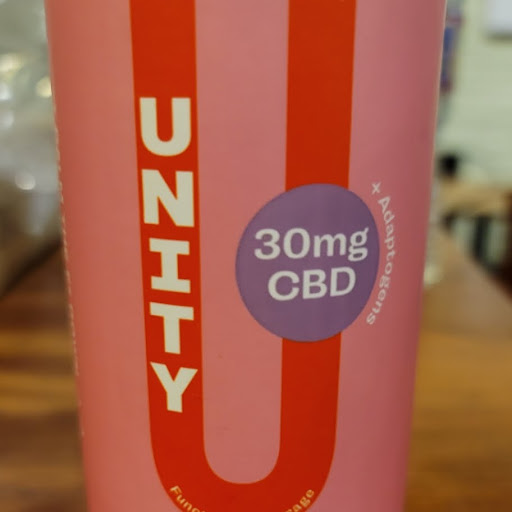 UNITY
30mg
CBD
+ Adaptogens